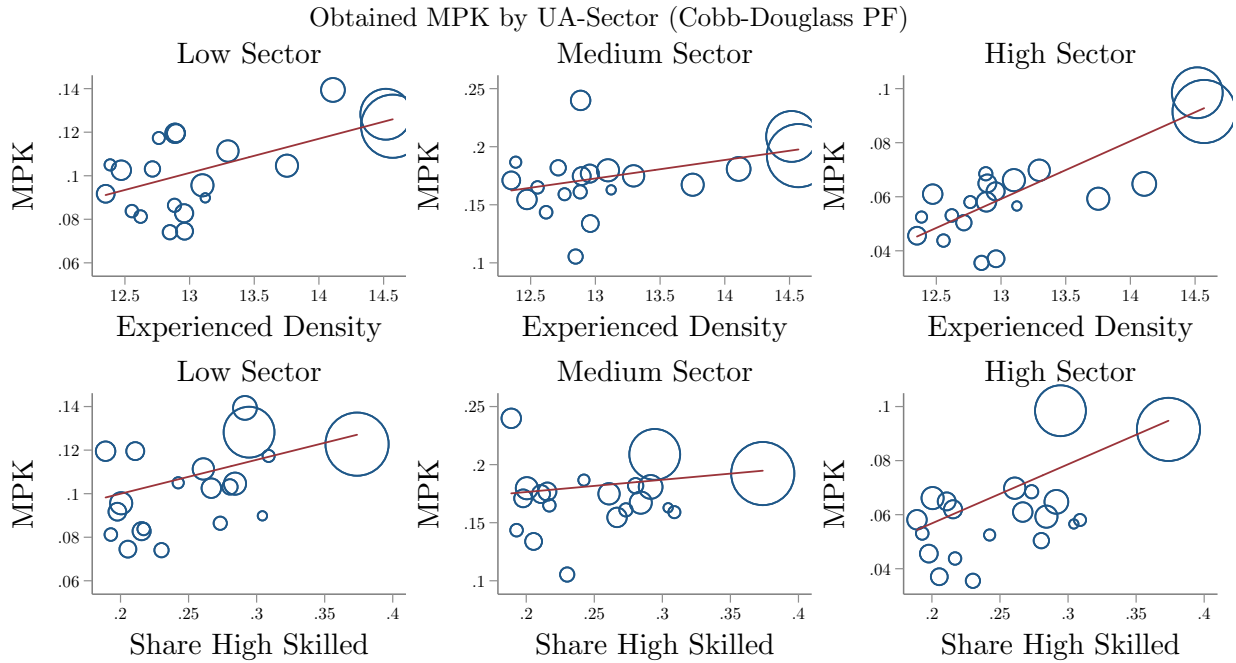 Obtained MPK by UA-Sector (Cobb-Douglass PF)
Low Sector
MPK
.14
.12
.1
.08
.06
12.5
13
13.5
14
14.5
Experienced Density
Medium Sector
MPK
.25
.2
.15
.1
12.5
13
13.5
14
14.5
Experienced Density
High Sector
MPK
.1
.08
.06
.04
12.5
13
13.5
14
14.5
Experienced Density
Low Sector
MPK
.14
.12
.1
.08
.06
.2
.25
.3
.35
.4
Share High Skilled
Medium Sector
MPK
.25
.2
.15
.1
.2
.25
.3
.35
.4
Share High Skilled
High Sector
MPK
.1
.08
.06
.04
.2
.25
.3
.35
.4
Share High Skilled